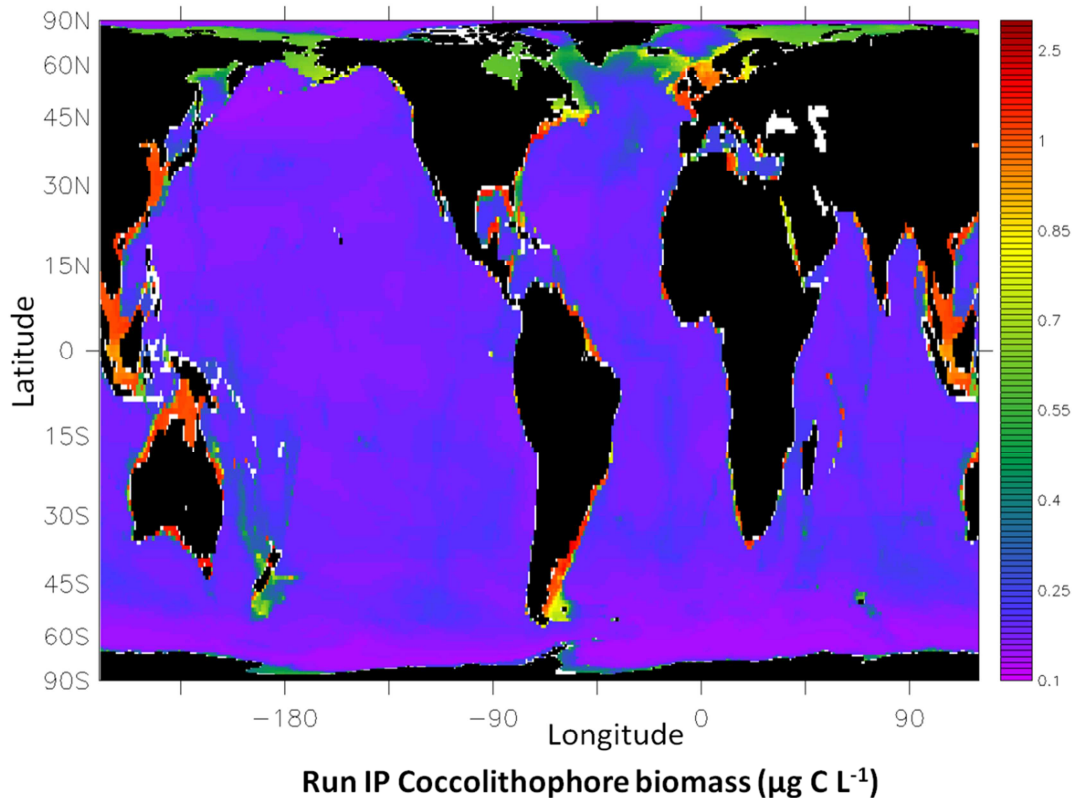 90N
60N
45N
30N
15N
0
15S
30S
45S
60S
90S
Latitude
−180
−90
0
90
Longitude
2.5
1
0.85
0.7
0.55
0.4
0.25
0.1
Run IP Coccolithophore biomass (µg C L-1)